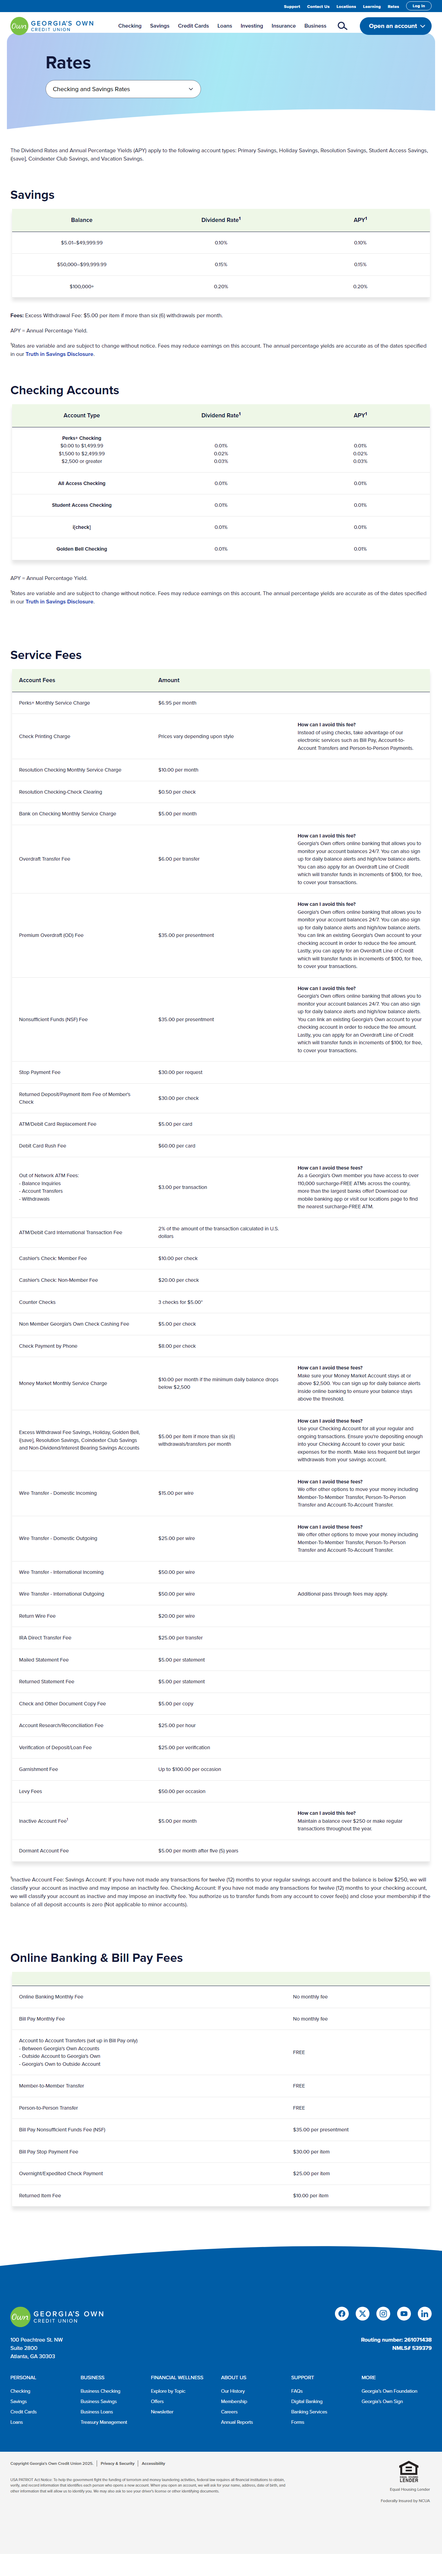 Support Contact Us Locations Learning Rates Log In
Own GEORGIA'S OWN CREDIT UNION
Checking Savings Credit Cards Loans Investing Insurance Business Open an account
Rates
Checking and Savings Rates
The Dividend Rates and Annual Percentage Yields (APY) apply to the following account types: Primary Savings, Holiday Savings, Resolution Savings, Student Access Savings,
i[save], Coindexter Club Savings, and Vacation Savings.
Savings
Balance Dividend Rate¹ APY¹
$5.01–$49,999.99 0.10% 0.10%
$50,000–$99,999.99 0.15% 0.15%
$100,000+ 0.20% 0.20%
Fees: Excess Withdrawal Fee: $5.00 per item if more than six (6) withdrawals per month.
APY = Annual Percentage Yield.
¹Rates are variable and are subject to change without notice. Fees may reduce earnings on this account. The annual percentage yields are accurate as of the dates specified
in our Truth in Savings Disclosure.
Checking Accounts
Account Type Dividend Rate¹ APY¹
Perks+ Checking
$0.00 to $1,499.99 0.01% 0.01%
$1,500 to $2,499.99 0.02% 0.02%
$2,500 or greater 0.03% 0.03%
All Access Checking 0.01% 0.01%
Student Access Checking 0.01% 0.01%
i[check] 0.01% 0.01%
Golden Bell Checking 0.01% 0.01%
APY = Annual Percentage Yield.
¹Rates are variable and are subject to change without notice. Fees may reduce earnings on this account. The annual percentage yields are accurate as of the dates specified
in our Truth in Savings Disclosure.
Service Fees
Account Fees Amount
Perks+ Monthly Service Charge $6.95 per month
Check Printing Charge Prices vary depending upon style
How can I avoid this fee?
Instead of using checks, take advantage of our
electronic services such as Bill Pay, Account-to-
Account Transfers and Person-to-Person Payments.
Resolution Checking Monthly Service Charge $10.00 per month
Resolution Checking-Check Clearing $0.50 per check
Bank on Checking Monthly Service Charge $5.00 per month
Overdraft Transfer Fee $6.00 per transfer
How can I avoid this fee?
Georgia's Own offers online banking that allows you to
monitor your account balances 24/7. You can also sign
up for daily balance alerts and high/low balance alerts.
You can also apply for an Overdraft Line of Credit
which will transfer funds in increments of $100, for free,
to cover your transactions.
Premium Overdraft (OD) Fee $35.00 per presentment
How can I avoid this fee?
Georgia's Own offers online banking that allows you to
monitor your account balances 24/7. You can also sign
up for daily balance alerts and high/low balance alerts.
You can link an existing Georgia's Own account to your
checking account in order to reduce the fee amount.
Lastly, you can apply for an Overdraft Line of Credit
which will transfer funds in increments of $100, for free,
to cover your transactions.
Nonsufficient Funds (NSF) Fee $35.00 per presentment
How can I avoid this fee?
Georgia's Own offers online banking that allows you to
monitor your account balances 24/7. You can also sign
up for daily balance alerts and high/low balance alerts.
You can link an existing Georgia's Own account to your
checking account in order to reduce the fee amount.
Lastly, you can apply for an Overdraft Line of Credit
which will transfer funds in increments of $100, for free,
to cover your transactions.
Stop Payment Fee $30.00 per request
Returned Deposit/Payment Item Fee of Member's
Check $30.00 per check
ATM/Debit Card Replacement Fee $5.00 per card
Debit Card Rush Fee $60.00 per card
Out of Network ATM Fees:
- Balance Inquiries
- Account Transfers
- Withdrawals
$3.00 per transaction
How can I avoid these fees?
As a Georgia's Own member you have access to over
110,000 surcharge-FREE ATMs across the country,
more than the largest banks offer! Download our
mobile banking app or visit our locations page to find
the nearest surcharge-FREE ATM.
ATM/Debit Card International Transaction Fee
2% of the amount of the transaction calculated in U.S.
dollars
Cashier's Check: Member Fee $10.00 per check
Cashier's Check: Non-Member Fee $20.00 per check
Counter Checks 3 checks for $5.00*
Non Member Georgia's Own Check Cashing Fee $5.00 per check
Check Payment by Phone $8.00 per check
Money Market Monthly Service Charge
$10.00 per month if the minimum daily balance drops
below $2,500
How can I avoid these fees?
Make sure your Money Market Account stays at or
above $2,500. You can sign up for daily balance alerts
inside online banking to ensure your balance stays
above the threshold.
Excess Withdrawal Fee Savings, Holiday, Golden Bell,
i[save], Resolution Savings, Coindexter Club Savings
and Non-Dividend/Interest Bearing Savings Accounts
$5.00 per item if more than six (6)
withdrawals/transfers per month
How can I avoid these fees?
Use your Checking Account for all your regular and
ongoing transactions. Ensure you're depositing enough
into your Checking Account to cover your basic
expenses for the month. Make less frequent but larger
withdrawals from your savings account.
Wire Transfer - Domestic Incoming $15.00 per wire
How can I avoid these fees?
We offer other options to move your money including
Member-To-Member Transfer, Person-To-Person
Transfer and Account-To-Account Transfer.
Wire Transfer - Domestic Outgoing $25.00 per wire
How can I avoid these fees?
We offer other options to move your money including
Member-To-Member Transfer, Person-To-Person
Transfer and Account-To-Account Transfer.
Wire Transfer - International Incoming $50.00 per wire
Wire Transfer - International Outgoing $50.00 per wire Additional pass through fees may apply.
Return Wire Fee $20.00 per wire
IRA Direct Transfer Fee $25.00 per transfer
Mailed Statement Fee $5.00 per statement
Returned Statement Fee $5.00 per statement
Check and Other Document Copy Fee $5.00 per copy
Account Research/Reconciliation Fee $25.00 per hour
Verification of Deposit/Loan Fee $25.00 per verification
Garnishment Fee Up to $100.00 per occasion
Levy Fees $50.00 per occasion
Inactive Account Fee¹ $5.00 per month
How can I avoid this fee?
Maintain a balance over $250 or make regular
transactions throughout the year.
Dormant Account Fee $5.00 per month after five (5) years
¹Inactive Account Fee: Savings Account: If you have not made any transactions for twelve (12) months to your regular savings account and the balance is below $250, we will
classify your account as inactive and may impose an inactivity fee. Checking Account: If you have not made any transactions for twelve (12) months to your checking account,
we will classify your account as inactive and may impose an inactivity fee. You authorize us to transfer funds from any account to cover fee(s) and close your membership if the
balance of all deposit accounts is zero (Not applicable to minor accounts).
Online Banking & Bill Pay Fees
Online Banking Monthly Fee No monthly fee
Bill Pay Monthly Fee No monthly fee
Account to Account Transfers (set up in Bill Pay only)
- Between Georgia's Own Accounts
- Outside Account to Georgia's Own
- Georgia's Own to Outside Account
FREE
Member-to-Member Transfer FREE
Person-to-Person Transfer FREE
Bill Pay Nonsufficient Funds Fee (NSF) $35.00 per presentment
Bill Pay Stop Payment Fee $30.00 per item
Overnight/Expedited Check Payment $25.00 per item
Returned Item Fee $10.00 per item
Own GEORGIA'S OWN CREDIT UNION
100 Peachtree St. NW
Suite 2800
Atlanta, GA 30303
Routing number: 261071438
NMLS# 539379
PERSONAL BUSINESS FINANCIAL WELLNESS ABOUT US SUPPORT MORE
Checking Business Checking Explore by Topic Our History FAQs Georgia's Own Foundation
Savings Business Savings Offers Membership Digital Banking Georgia's Own Sign
Credit Cards Business Loans Newsletter Careers Banking Services
Loans Treasury Management Annual Reports Forms
Copyright Georgia's Own Credit Union 2025. Privacy & Security Accessibility
USA PATRIOT Act Notice: To help the government fight the funding of terrorism and money laundering activities, federal law requires all financial institutions to obtain,
verify, and record information that identifies each person who opens a new account. When you open an account, we will ask for your name, address, date of birth, and
other information that will allow us to identify you. We may also ask to see your driver's license or other identifying documents.
EQUAL HOUSING
LENDER
Equal Housing Lender
Federally Insured by NCUA